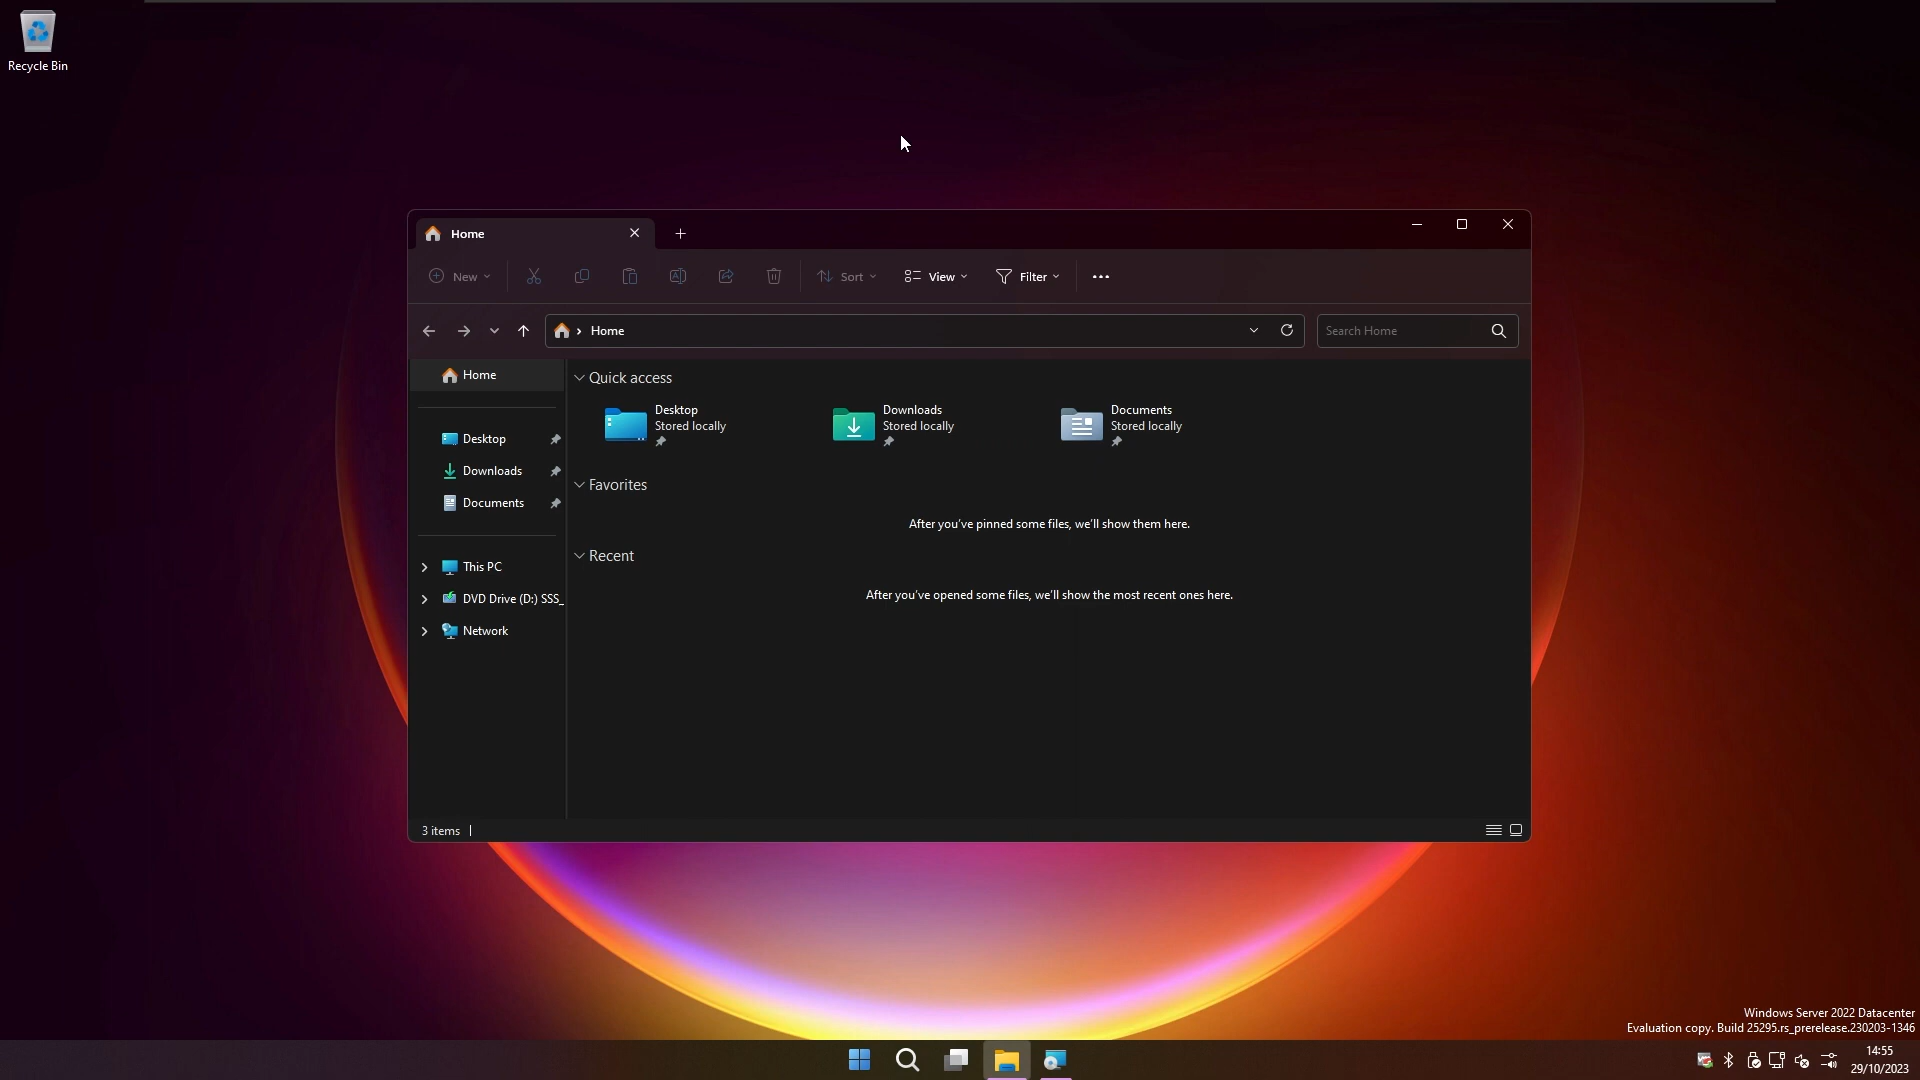 Recycle Bin
Home
New
Sort
View
Filter
Home
Search Home
Home
Desktop
Downloads
Documents
This PC
DVD Drive (D:) SSS_
Network
Quick access
Desktop
Stored locally
Downloads
Stored locally
Documents
Stored locally
Favorites
After you've pinned some files, we'll show them here.
Recent
After you've opened some files, we'll show the most recent ones here.
3 items
Windows Server 2022 Datacenter
Evaluation copy. Build 25295.rs_prerelease.230203-1346
14:55
29/10/2023